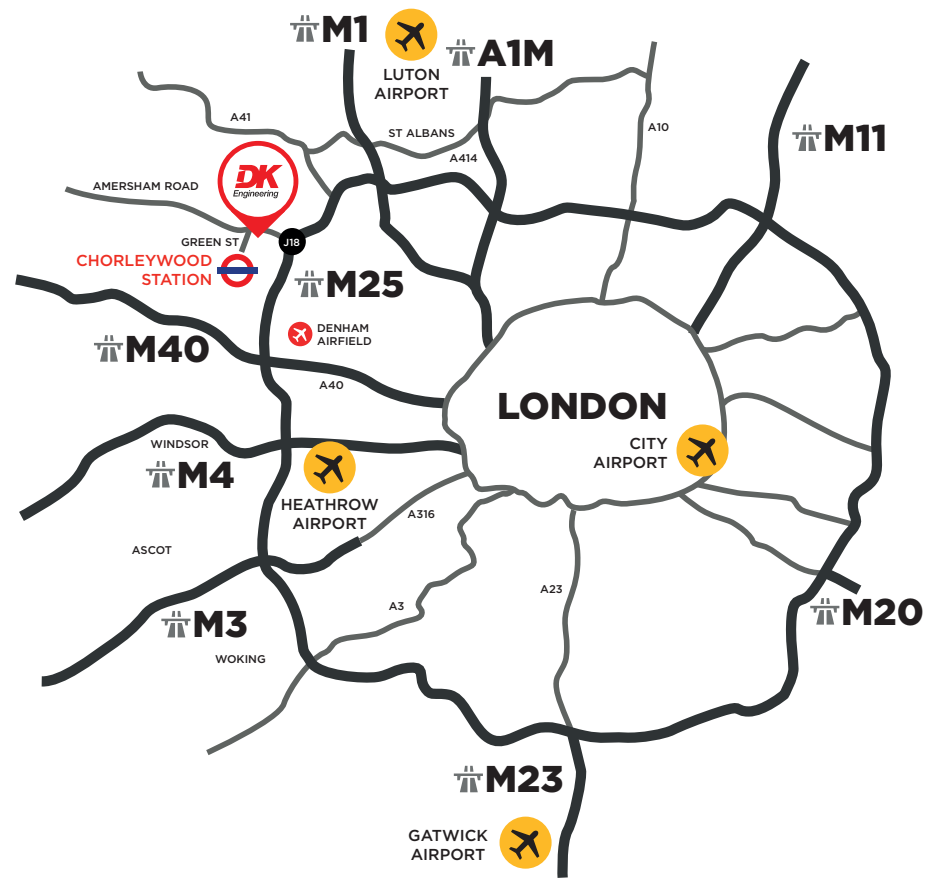 M1
LUTON
AIRPORT
A1M
A41
ST ALBANS
A414
A10
M11
DK
Engineering
AMERSHAM ROAD
GREEN ST
J18
CHORLEYWOOD
STATION
M25
DENHAM
AIRFIELD
M40
A40
LONDON
CITY
AIRPORT
WINDSOR
M4
HEATHROW
AIRPORT
A316
ASCOT
A23
A3
M3
M20
WOKING
M23
GATWICK
AIRPORT